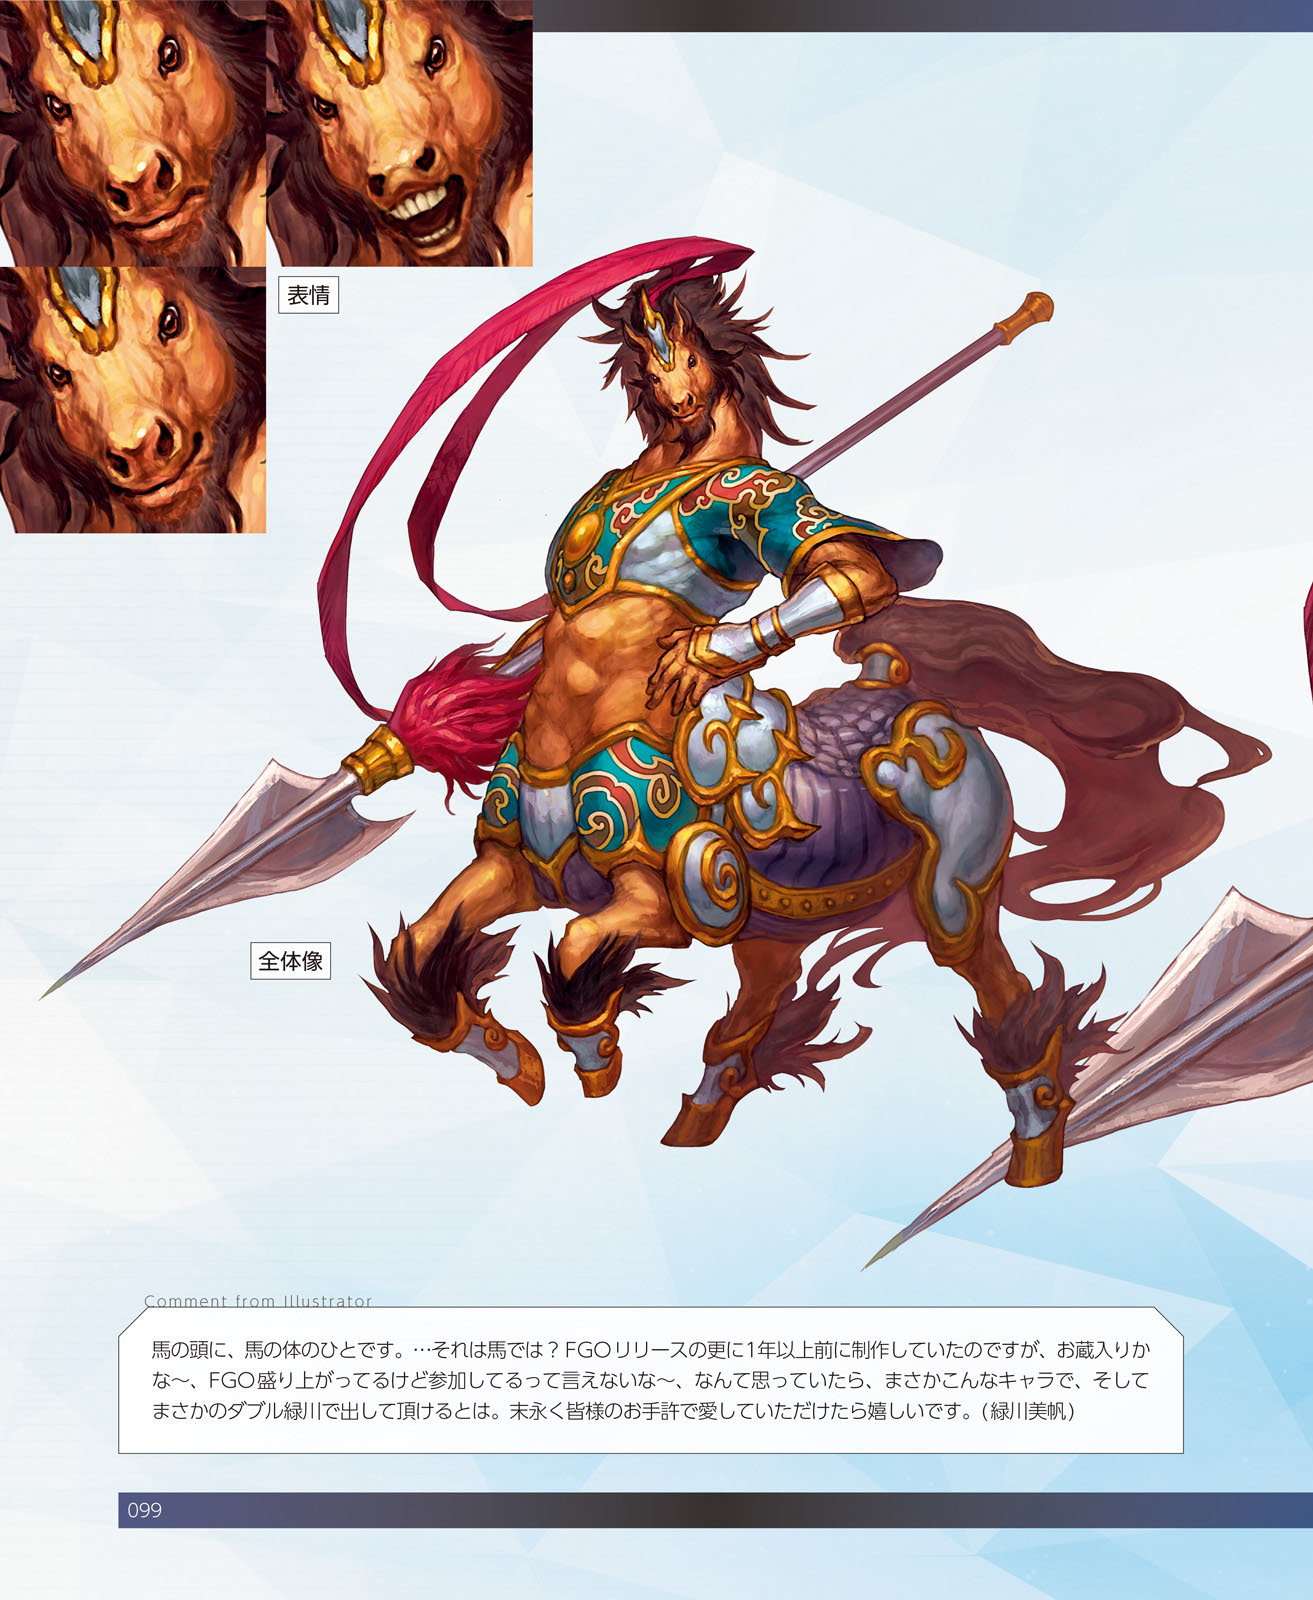 表情
全体像
Comment from Illustrator
馬の頭に、馬の体のひとです。…それは馬では？FGOリリースの更に1年以上前に制作していたのですが、お蔵入りか
な～、FGO盛り上がってるけど参加してるって言えないな～、なんて思っていたら、まさかこんなキャラで、そして
まさかのダブル緑川で出して頂けるとは。末永く皆様のお手許で愛していただけたら嬉しいです。(緑川美帆)
099